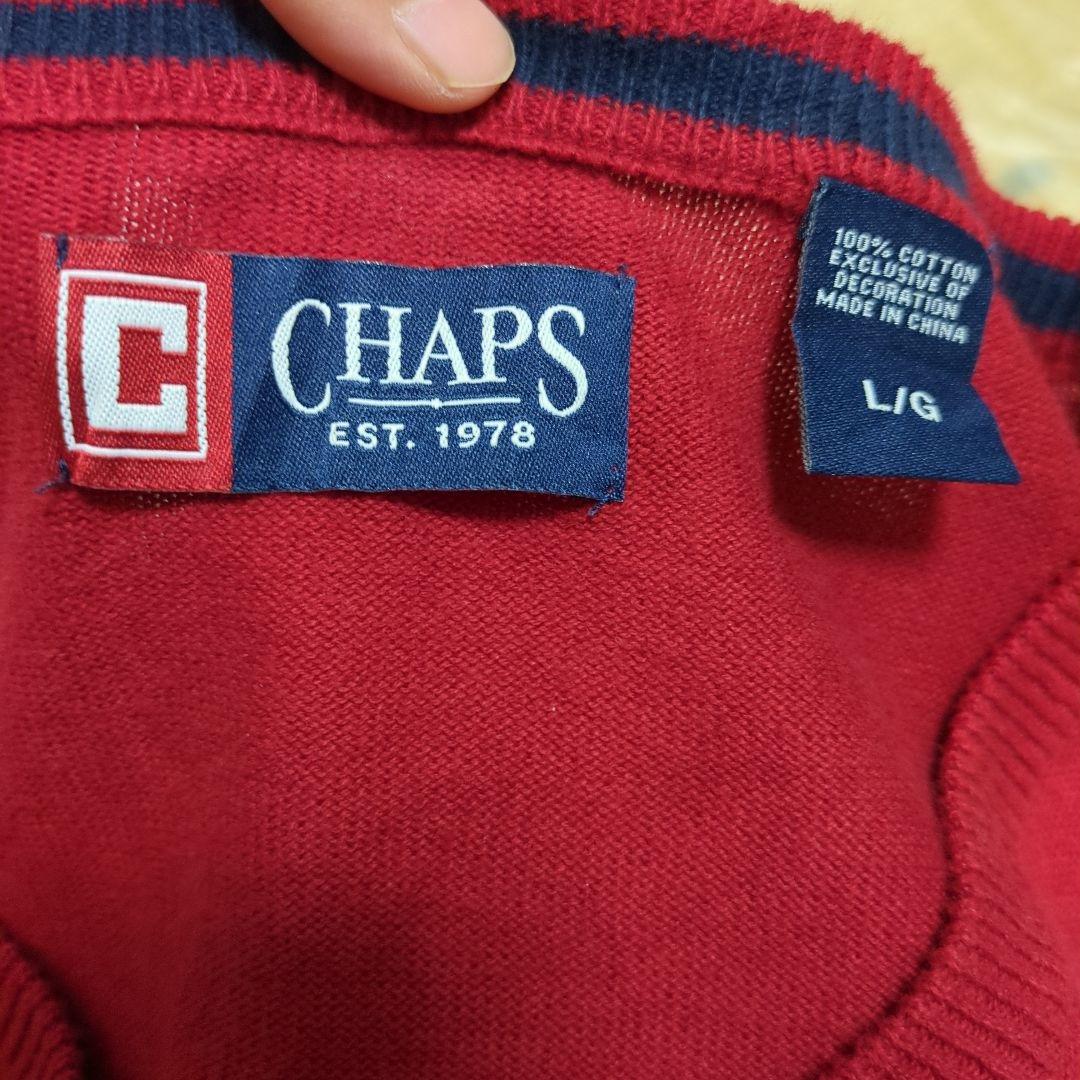 C
CHAPS
EST. 1978
100% COTTON
EXCLUSIVE OF
DECORATION
MADE IN CHINA
L/G